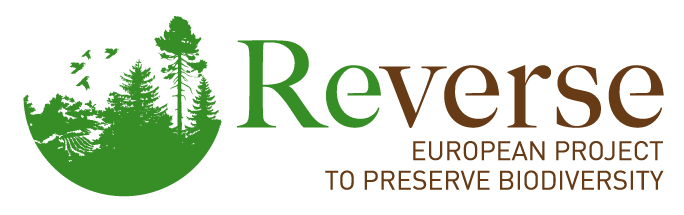 Reverse
EUROPEAN PROJECT
TO PRESERVE BIODIVERSITY